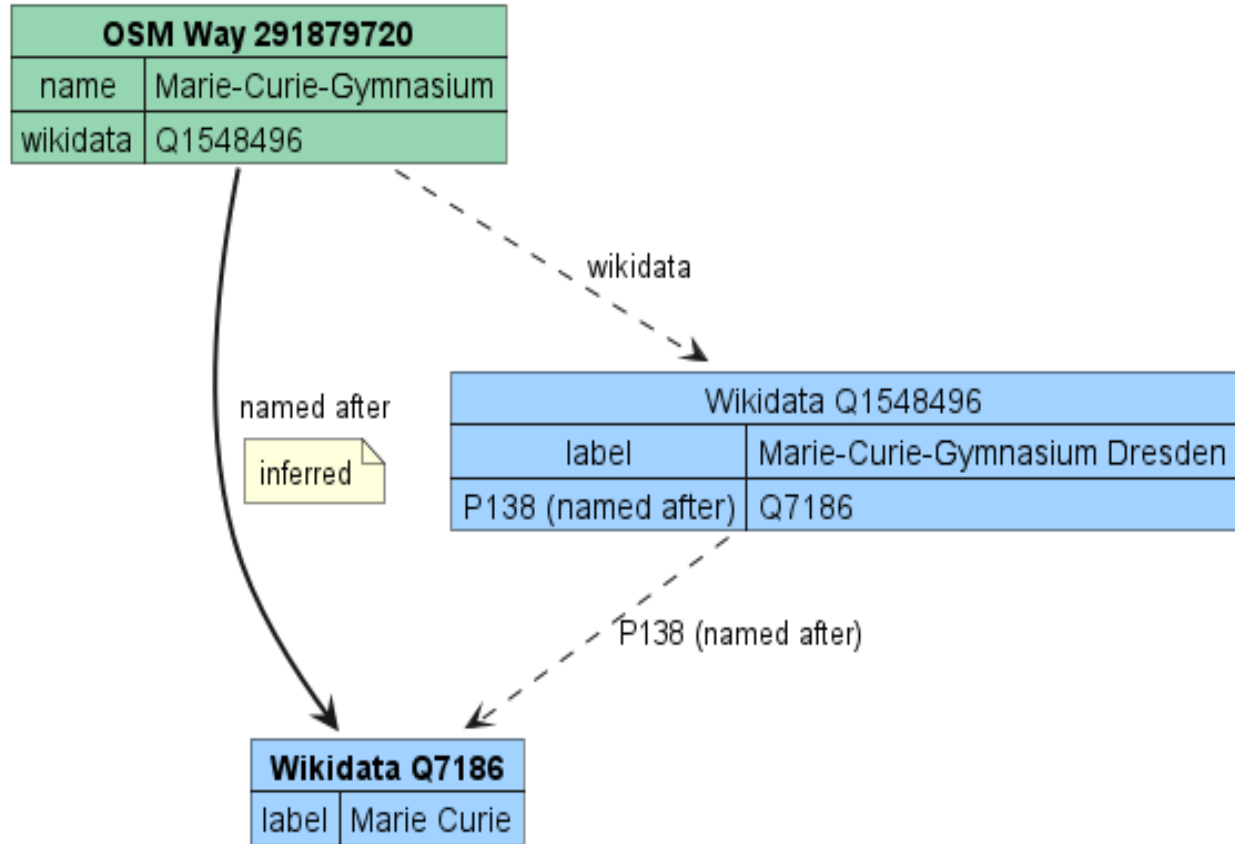 OSM Way 291879720
name Marie-Curie-Gymnasium
wikidata Q1548496
wikidata
named after
inferred
Wikidata Q1548496
label Marie-Curie-Gymnasium Dresden
P138 (named after) Q7186
P138 (named after)
Wikidata Q7186
label Marie Curie